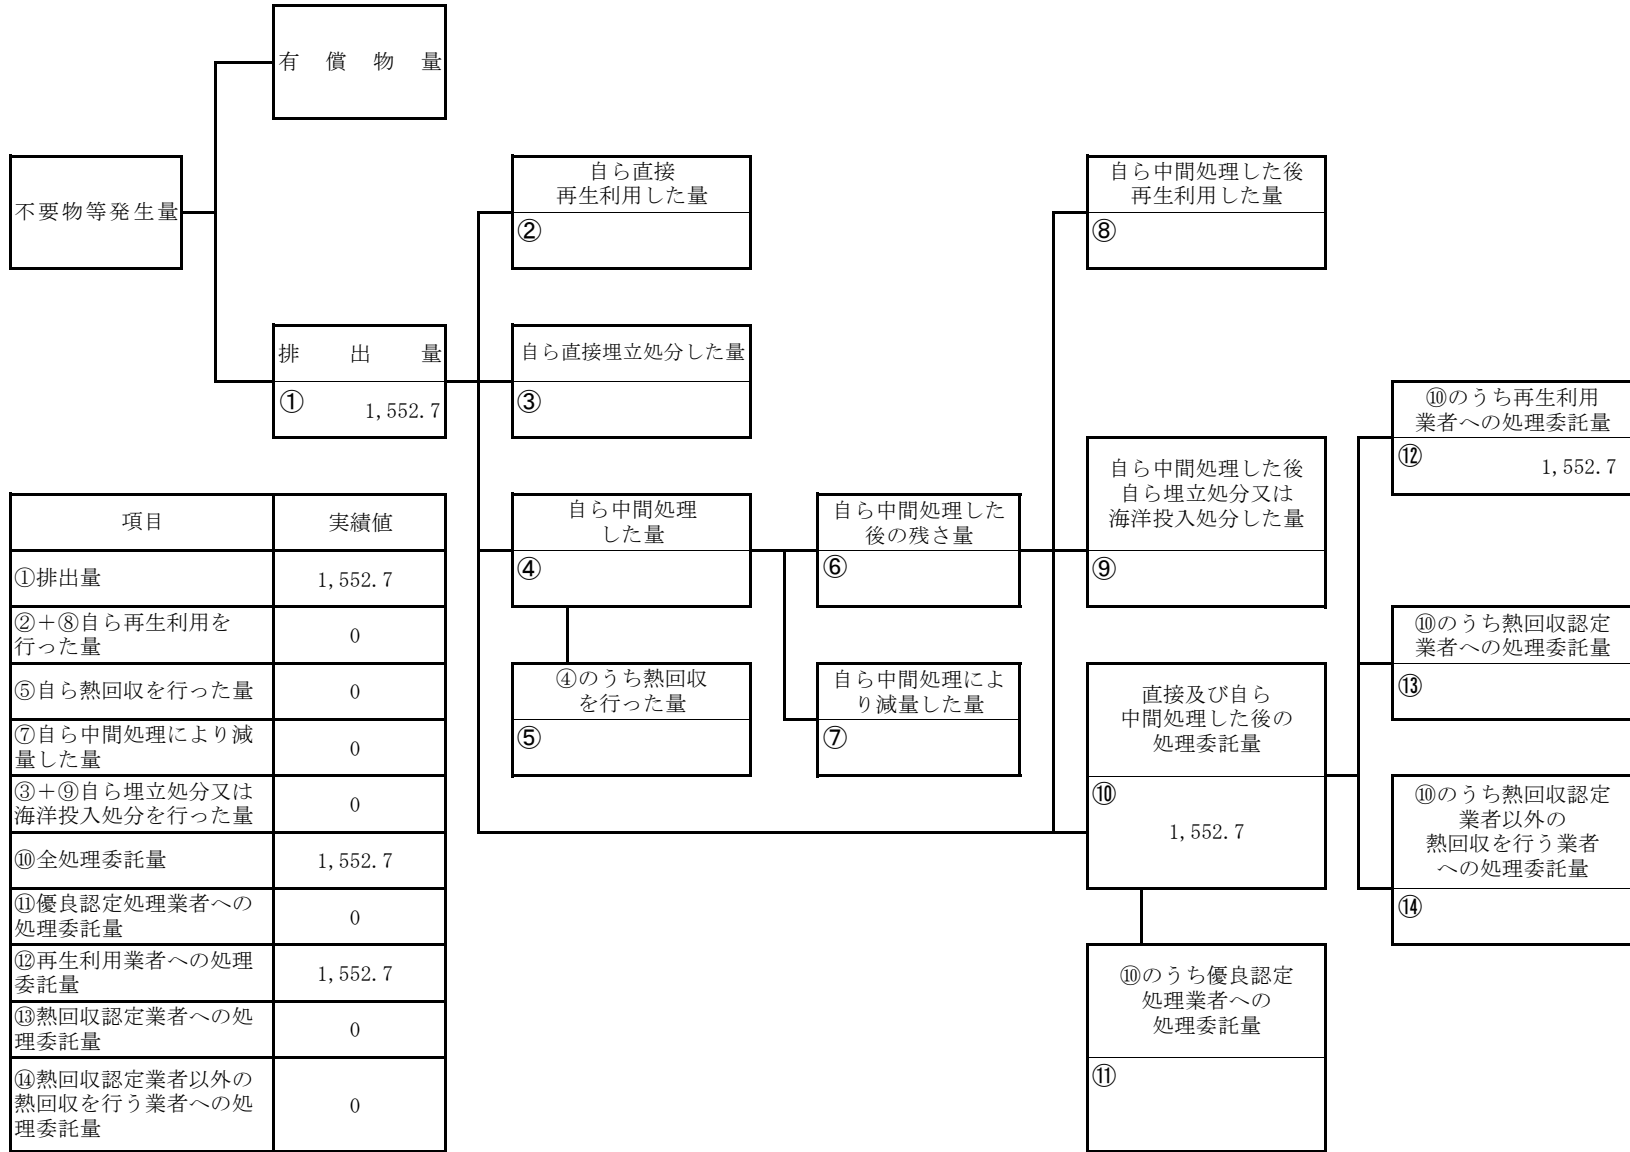 有償物量
不要物等発生量
排出量
① 1,552.7
自ら直接
再生利用した量
②
自ら直接埋立処分した量
③
自ら中間処理
した量
④
④のうち熱回収
を行った量
⑤
自ら中間処理した
後の残さ量
⑥
自ら中間処理によ
り減量した量
⑦
自ら中間処理した後
再生利用した量
⑧
自ら中間処理した後
自ら埋立処分又は
海洋投入処分した量
⑨
直接及び自ら
中間処理した後の
処理委託量
⑩
1,552.7
⑩のうち優良認定
処理業者への
処理委託量
⑪
⑩のうち再生利用
業者への処理委託量
⑫ 1,552.7
⑩のうち熱回収認定
業者への処理委託量
⑬
⑩のうち熱回収認定
業者以外の
熱回収を行う業者
への処理委託量
⑭
項目 実績値
①排出量 1,552.7
②+⑧自ら再生利用を
行った量 0
⑤自ら熱回収を行った量 0
⑦自ら中間処理により減
量した量 0
③+⑨自ら埋立処分又は
海洋投入処分を行った量 0
⑩全処理委託量 1,552.7
⑪優良認定処理業者への
処理委託量 0
⑫再生利用業者への処理
委託量 1,552.7
⑬熱回収認定業者への処
理委託量 0
⑭熱回収認定業者以外の
熱回収を行う業者への処
理委託量 0